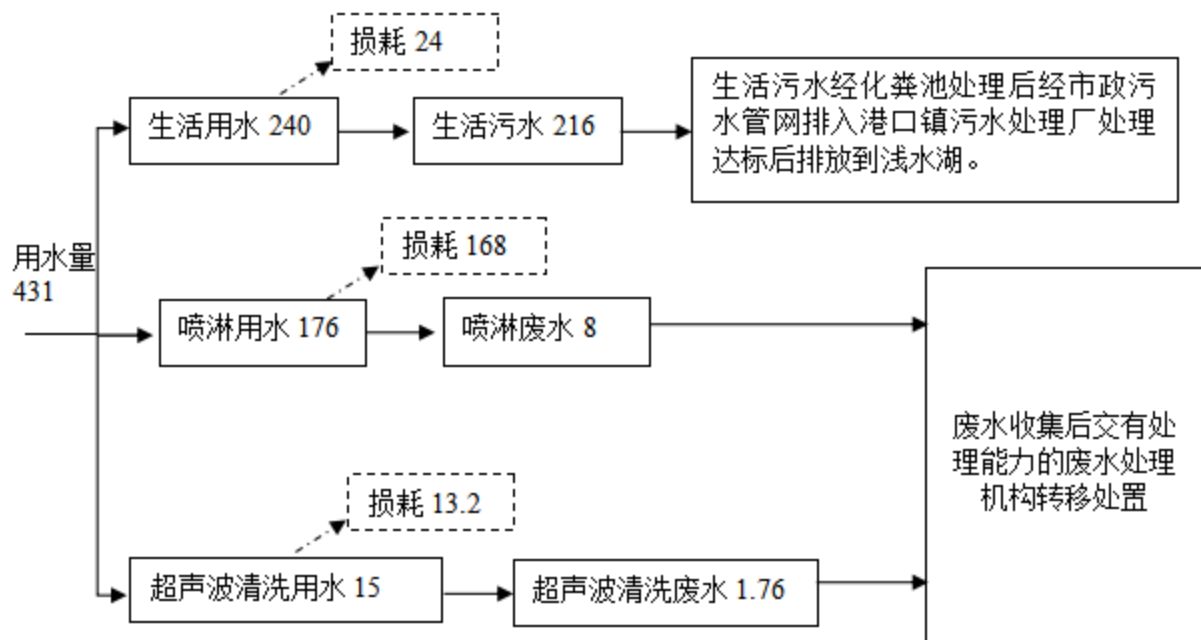 损耗 24
生活用水 240
生活污水 216
生活污水经化粪池处理后经市政污
水管网排入港口镇污水处理厂处理
达标后排放到浅水湖。
用水量
431
损耗 168
喷淋用水 176
喷淋废水 8
废水收集后交有处
理能力的废水处理
机构转移处置
损耗 13.2
超声波清洗用水 15
超声波清洗废水 1.76